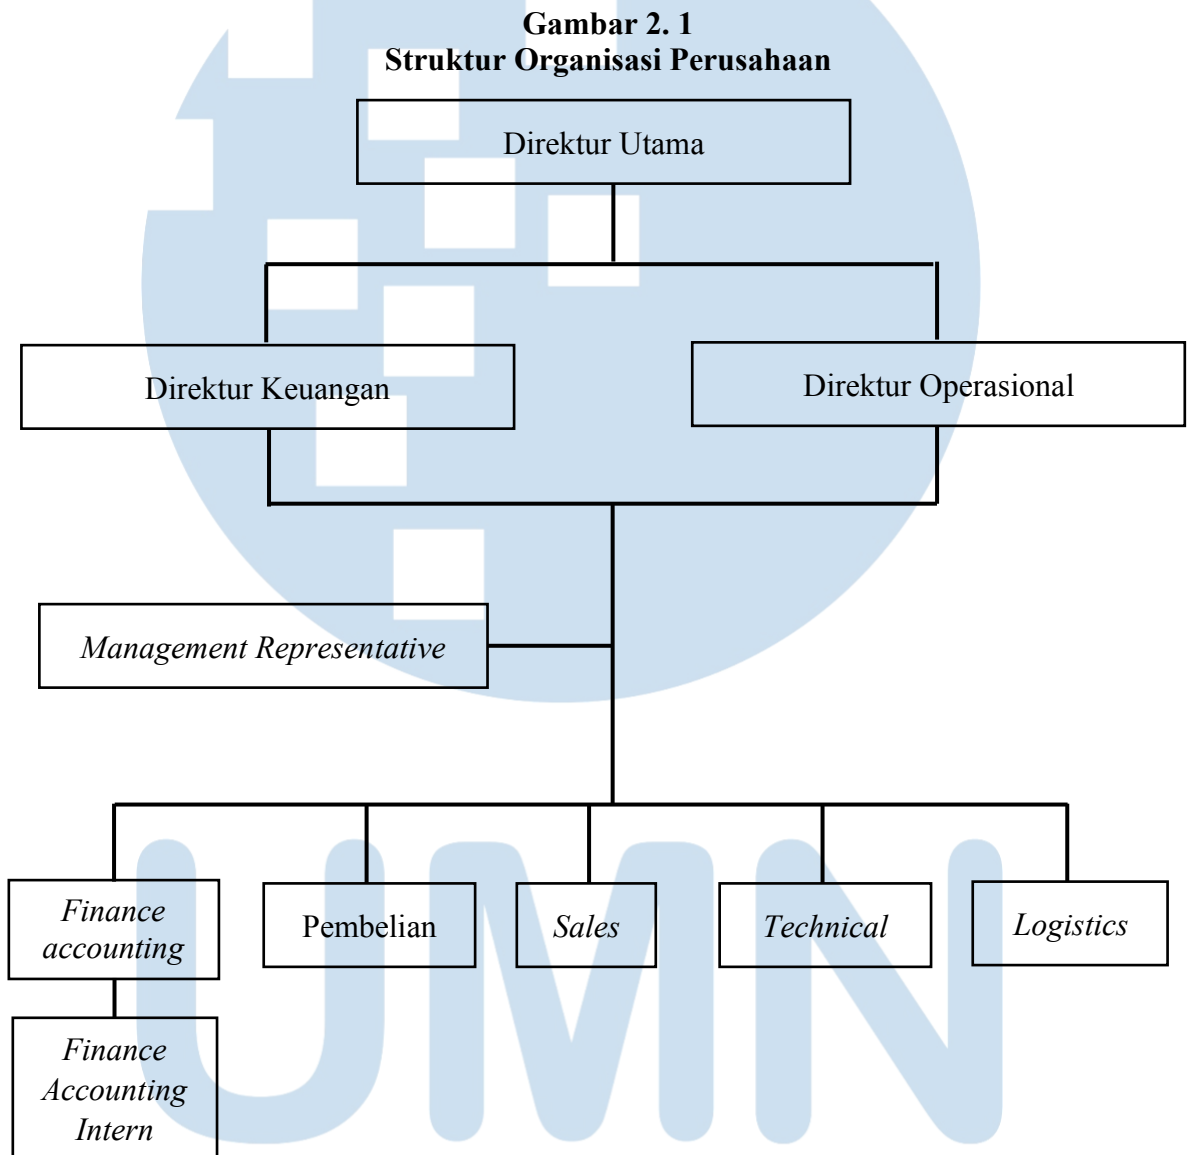 Gambar 2. 1
Struktur Organisasi Perusahaan
Direktur Utama
Direktur Keuangan
Direktur Operasional
Management Representative
Finance
accounting
Pembelian
Sales
Technical
Logistics
Finance
Accounting
Intern
UMN